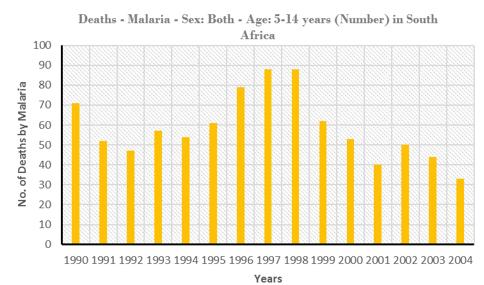 Deaths - Malaria - Sex: Both - Age: 5-14 years (Number) in South
Africa
100
90
80
70
60
50
40
30
20
10
0
No. of Deaths by Malaria
1990 1991 1992 1993 1994 1995 1996 1997 1998 1999 2000 2001 2002 2003 2004
Years